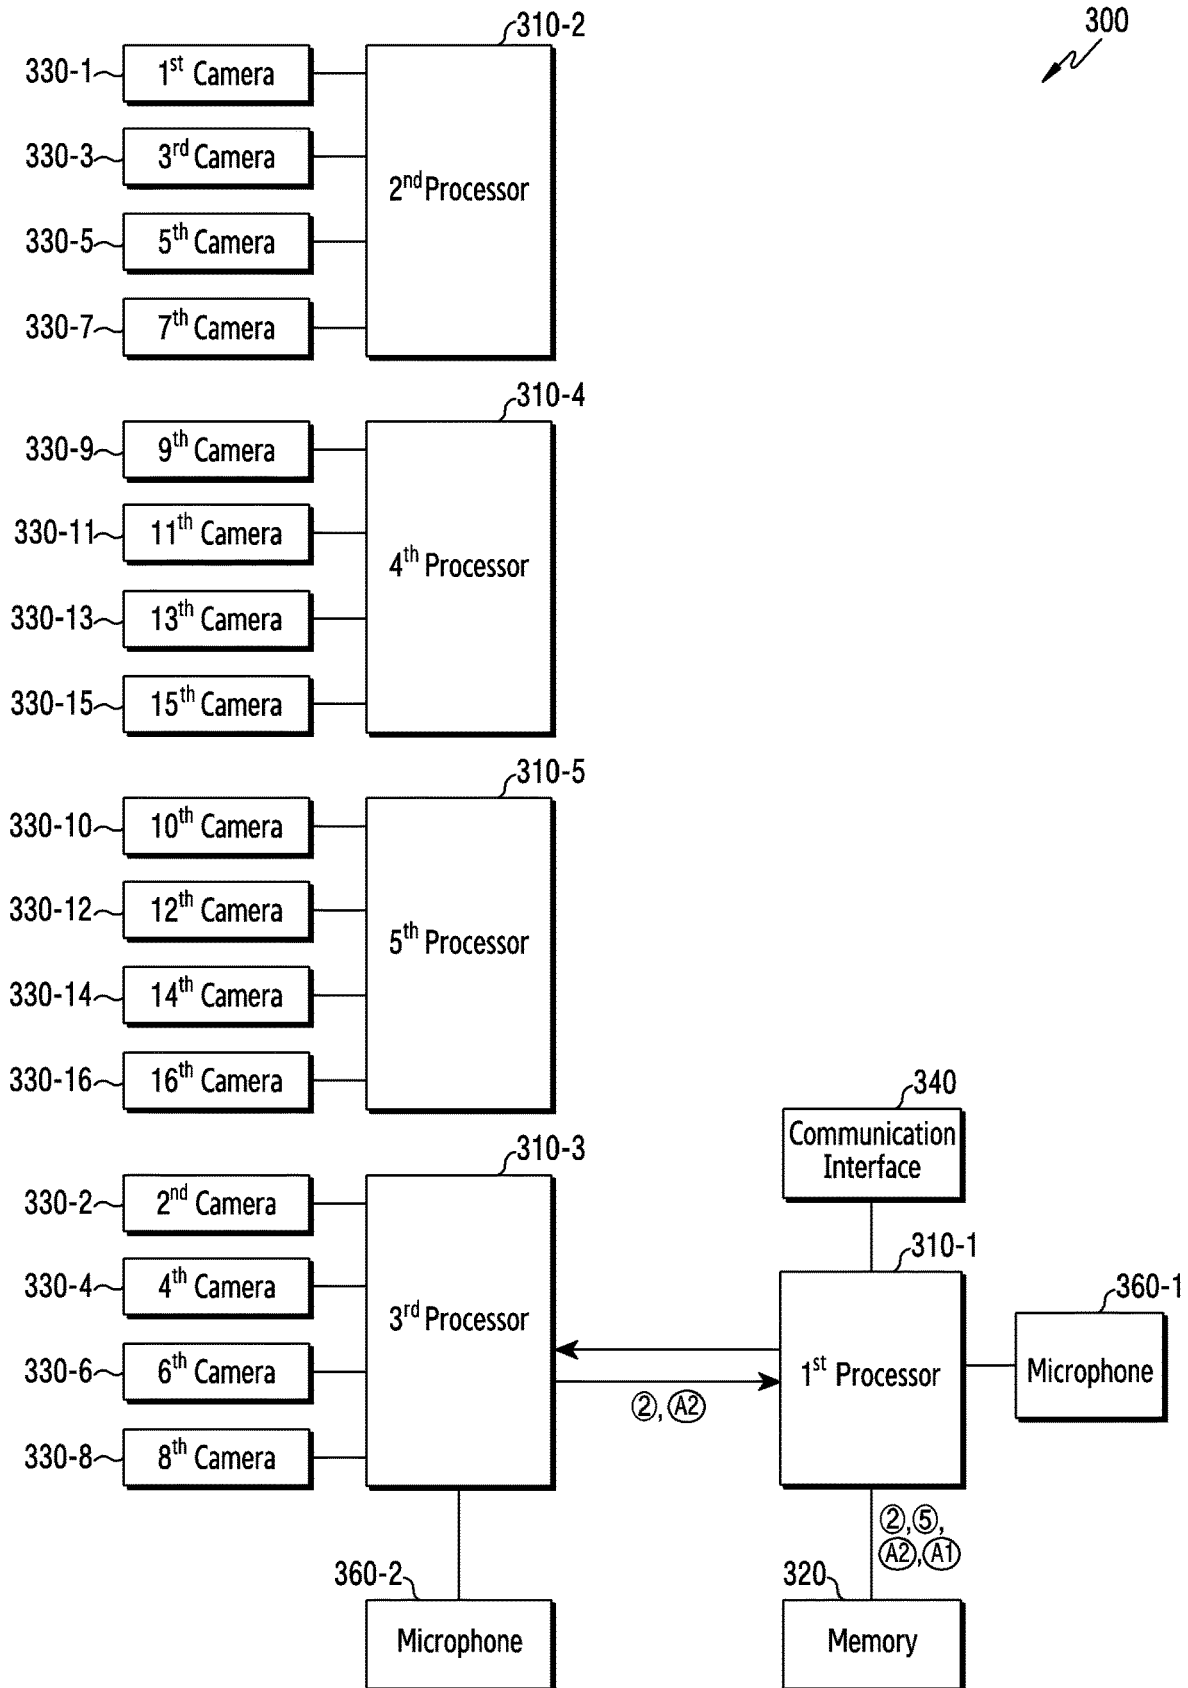 310-2
300
330-1
1st Camera
330-3
3rd Camera
2nd Processor
330-5
5th Camera
330-7
7th Camera
310-4
330-9
9th Camera
330-11
11th Camera
4th Processor
330-13
13th Camera
330-15
15th Camera
310-5
330-10
10th Camera
330-12
12th Camera
5th Processor
330-14
14th Camera
330-16
16th Camera
340
Communication
Interface
310-3
330-2
2nd Camera
310-1
330-4
4th Camera
360-1
3rd Processor
330-6
6th Camera
1st Processor
Microphone
②, Ⓐ2
330-8
8th Camera
②, ⑤,
Ⓐ2, Ⓐ1
360-2
320
Microphone
Memory